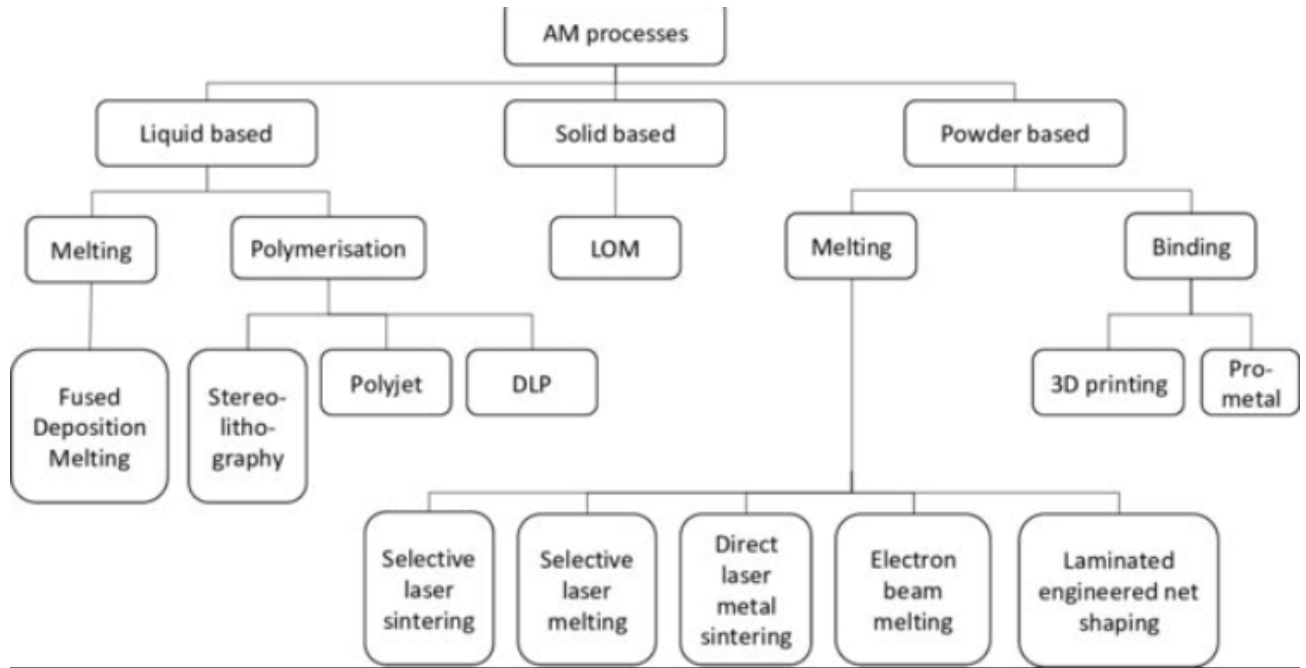 AM processes
Liquid based
Solid based
Powder based
Melting
Polymerisation
LOM
Melting
Binding
Fused
Deposition
Melting
Stereo-
litho-
graphy
Polyjet
DLP
3D printing
Pro-
metal
Selective
laser
sintering
Selective
laser
melting
Direct
laser
metal
sintering
Electron
beam
melting
Laminated
engineered net
shaping